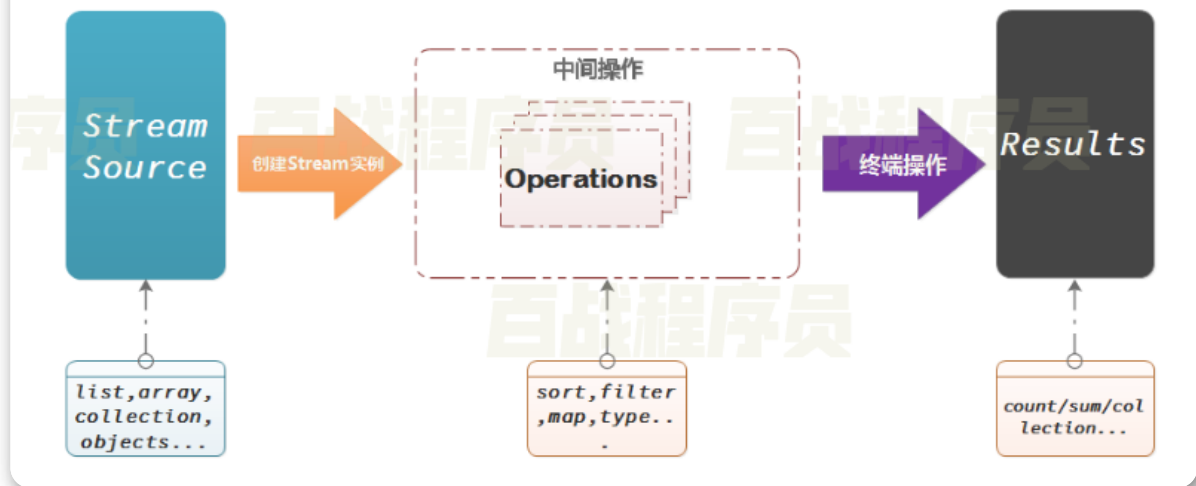 中间操作
Stream
Source
创建Stream实例
Operations
终端操作
Results
list,array,
collection,
objects...
sort,filter
,map,type..
.
count/sum/col
lection...
序员
百战程序员
百战程序员
百战程序员